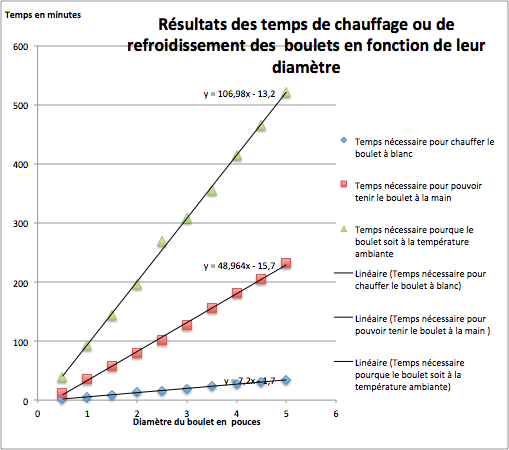 Temps en minutes
Résultats des temps de chauffage ou de
refroidissement des boulets en fonction de leur
diamètre
600
500
400
300
200
100
0
y = 106,98x - 13,2
y = 48,964x - 15,7
y = 7,2x - 1,7
0
1
2
3
4
5
6
Diamètre du boulet en pouces
Temps nécessaire pour chauffer le
boulet à blanc
Temps nécessaire pour pouvoir
tenir le boulet à la main
Temps nécessaire pourque le
boulet soit à la température
ambiante
Linéaire (Temps nécessaire pour
chauffer le boulet à blanc)
Linéaire (Temps nécessaire pour
pouvoir tenir le boulet à la main )
Linéaire (Temps nécessaire
pourque le boulet soit à la
température ambiante)